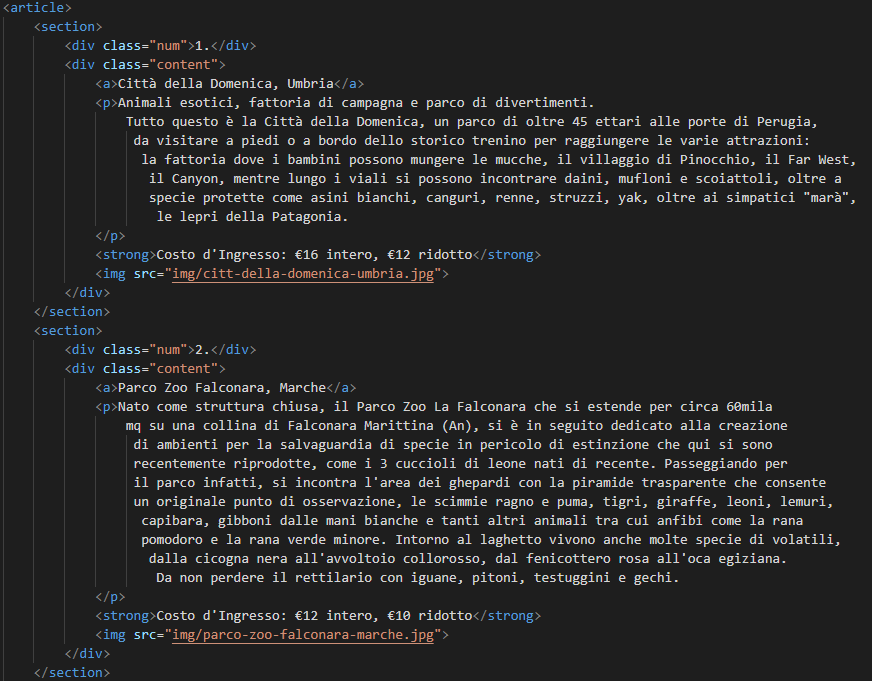 <article>
<section>
<div class="num">1.</div>
<div class="content">
<a>Città della Domenica, Umbria</a>
<p>Animali esotici, fattoria di campagna e parco di divertimenti.
Tutto questo è la Città della Domenica, un parco di oltre 45 ettari alle porte di Perugia,
da visitare a piedi o a bordo dello storico trenino per raggiungere le varie attrazioni:
la fattoria dove i bambini possono mungere le mucche, il villaggio di Pinocchio, il Far West,
il Canyon, mentre lungo i viali si possono incontrare daini, mufloni e scoiattoli, oltre a
specie protette come asini bianchi, canguri, renne, struzzi, yak, oltre ai simpatici "marà",
le lepri della Patagonia.
</p>
<strong>Costo d'Ingresso: €16 intero, €12 ridotto</strong>
<img src="img/citt-della-domenica-umbria.jpg">
</div>
</section>
<section>
<div class="num">2.</div>
<div class="content">
<a>Parco Zoo Falconara, Marche</a>
<p>Nato come struttura chiusa, il Parco Zoo La Falconara che si estende per circa 60mila
mq su una collina di Falconara Marittina (An), si è in seguito dedicato alla creazione
di ambienti per la salvaguardia di specie in pericolo di estinzione che qui si sono
recentemente riprodotte, come i 3 cuccioli di leone nati di recente. Passeggiando per
il parco infatti, si incontra l'area dei ghepardi con la piramide trasparente che consente
un originale punto di osservazione, le scimmie ragno e puma, tigri, giraffe, leoni, lemuri,
capibara, gibboni dalle mani bianche e tanti altri animali tra cui anfibi come la rana
pomodoro e la rana verde minore. Intorno al laghetto vivono anche molte specie di volatili,
dalla cicogna nera all'avvoltoio collorosso, dal fenicottero rosa all'oca egiziana.
Da non perdere il rettilario con iguane, pitoni, testuggini e gechi.
</p>
<strong>Costo d'Ingresso: €12 intero, €10 ridotto</strong>
<img src="img/parco-zoo-falconara-marche.jpg">
</div>
</section>